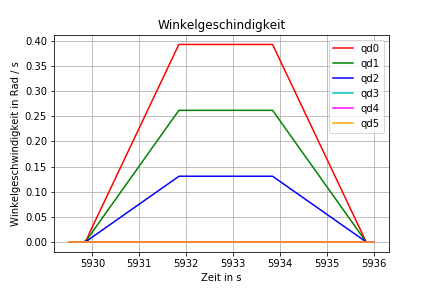 Winkelgeschindigkeit
Winkelgeschwindigkeit in Rad / s
0.40
0.35
0.30
0.25
0.20
0.15
0.10
0.05
0.00
qd0
qd1
qd2
qd3
qd4
qd5
5930 5931 5932 5933 5934 5935 5936
Zeit in s